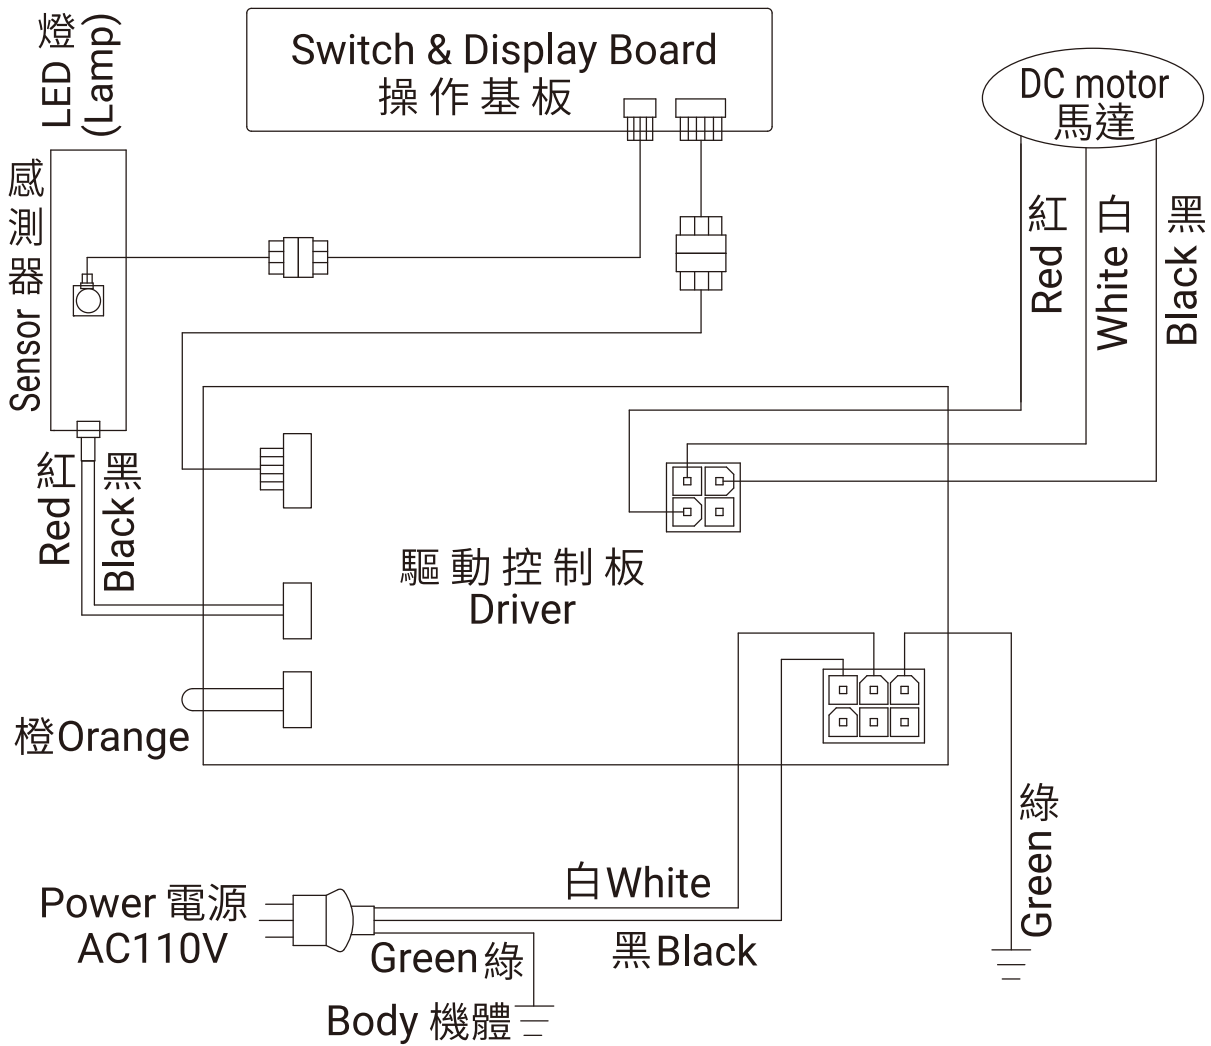 LED 燈
(Lamp)
Switch & Display Board
操作基板
DC motor
馬達
感測器 Sensor
紅 Red
白 White
黑 Black
紅 Red
黑 Black
驅動控制板
Driver
橙Orange
Power 電源
AC110V
白White
黑Black
Green綠
Body 機體
綠 Green